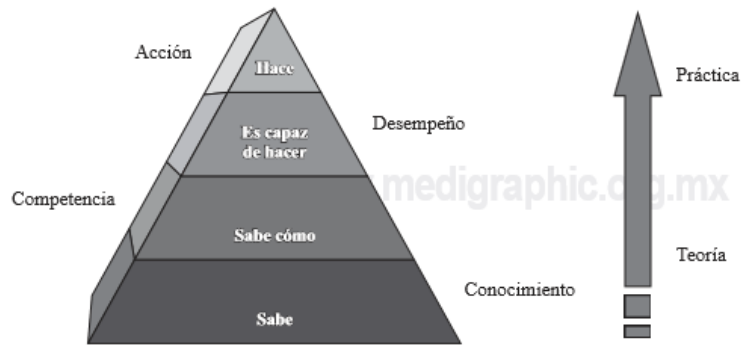 Acción
Hace
Práctica
Desempeño
Es capaz
de hacer
medigraphic.org.mx
Competencia
Sabe cómo
Teoría
Conocimiento
Sabe